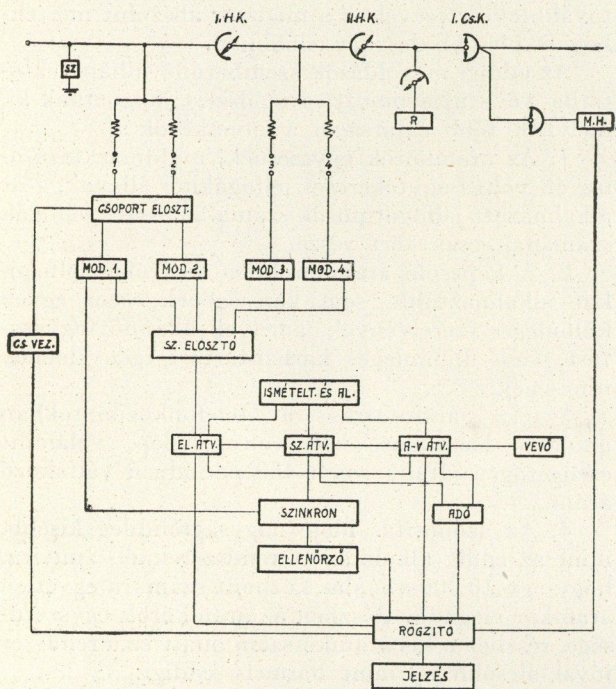 I.H.K. II.H.K. I.Cs.K.
SZ
R
M.H.
1 2 3 4
CSOPORT ELOSZT.
MOD. 1. MOD. 2. MOD. 3. MOD. 4.
CS. VEZ.
SZ. ELOSZTÓ
ISMÉTELT. ÉS AL.
EL. ÁTV. SZ. ÁTV. A-V ÁTV. VEVŐ
SZINKRON
ADÓ
ELLENŐRZŐ
RÖGZITŐ
JELZÉS